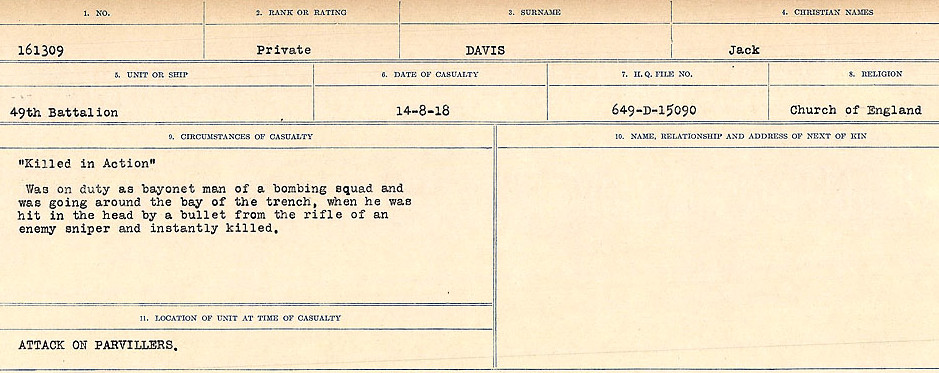 1. NO. 2. RANK OR RATING 3. SURNAME 4. CHRISTIAN NAMES
161309 Private DAVIS Jack
5. UNIT OR SHIP 6. DATE OF CASUALTY 7. H.Q. FILE NO. 8. RELIGION
49th Battalion 14-8-18 649-D-15090 Church of England
9. CIRCUMSTANCES OF CASUALTY 10. NAME, RELATIONSHIP AND ADDRESS OF NEXT OF KIN
"Killed in Action"
Was on duty as bayonet man of a bombing squad and
was going around the bay of the trench, when he was
hit in the head by a bullet from the rifle of an
enemy sniper and instantly killed.
11. LOCATION OF UNIT AT TIME OF CASUALTY
ATTACK ON PARVILLERS.